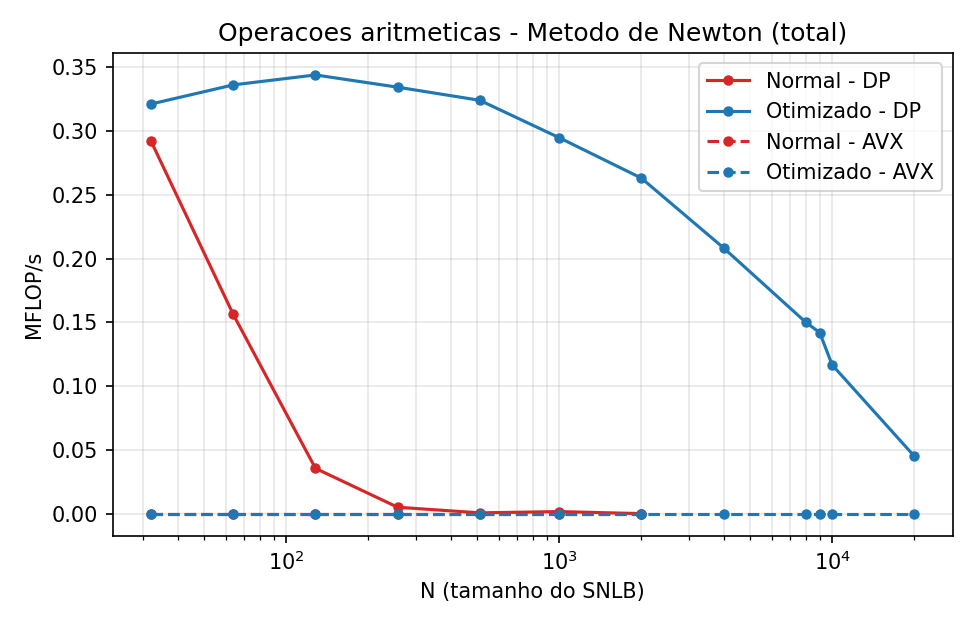 Operacoes aritmeticas - Metodo de Newton (total)
Normal - DP
Otimizado - DP
Normal - AVX
Otimizado - AVX
MFLOP/s
0.35
0.30
0.25
0.20
0.15
0.10
0.05
0.00
10² 10³ 10⁴
N (tamanho do SNLB)